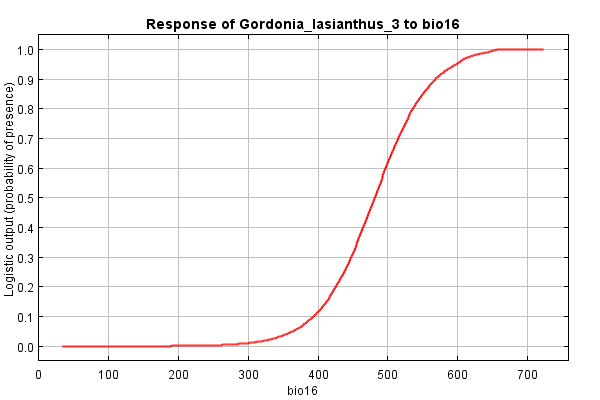 Response of Gordonia_lasianthus_3 to bio16
Logistic output (probability of presence)
1.0
0.9
0.8
0.7
0.6
0.5
0.4
0.3
0.2
0.1
0.0
0 100 200 300 400 500 600 700
bio16